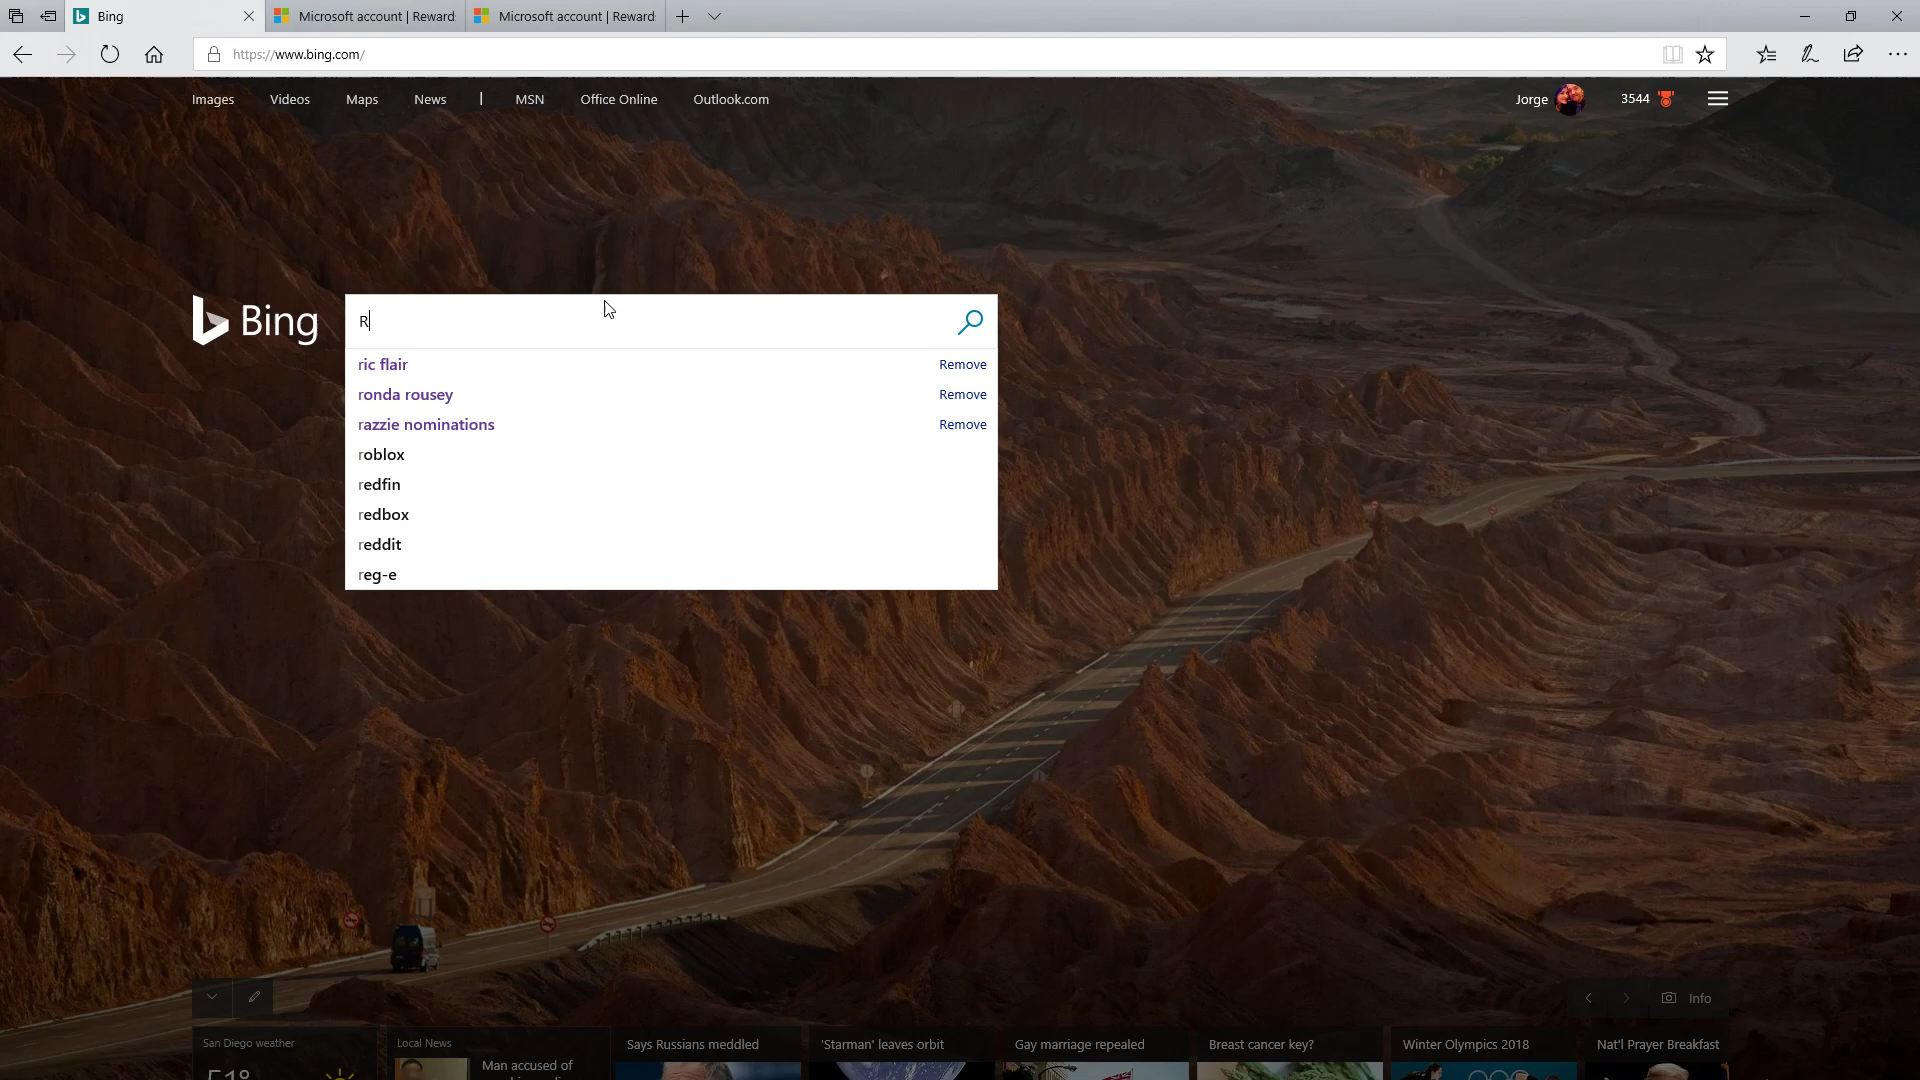 Bing
Microsoft account | Reward
Microsoft account | Reward
https://www.bing.com/
Images
Videos
Maps
News
|
MSN
Office Online
Outlook.com
Jorge
3544
Bing
R
ric flair
Remove
ronda rousey
Remove
razzie nominations
Remove
roblox
redfin
redbox
reddit
reg-e
Info
San Diego weather
Local News
Says Russians meddled
'Starman' leaves orbit
Gay marriage repealed
Breast cancer key?
Winter Olympics 2018
Nat'l Prayer Breakfast
Man accused of